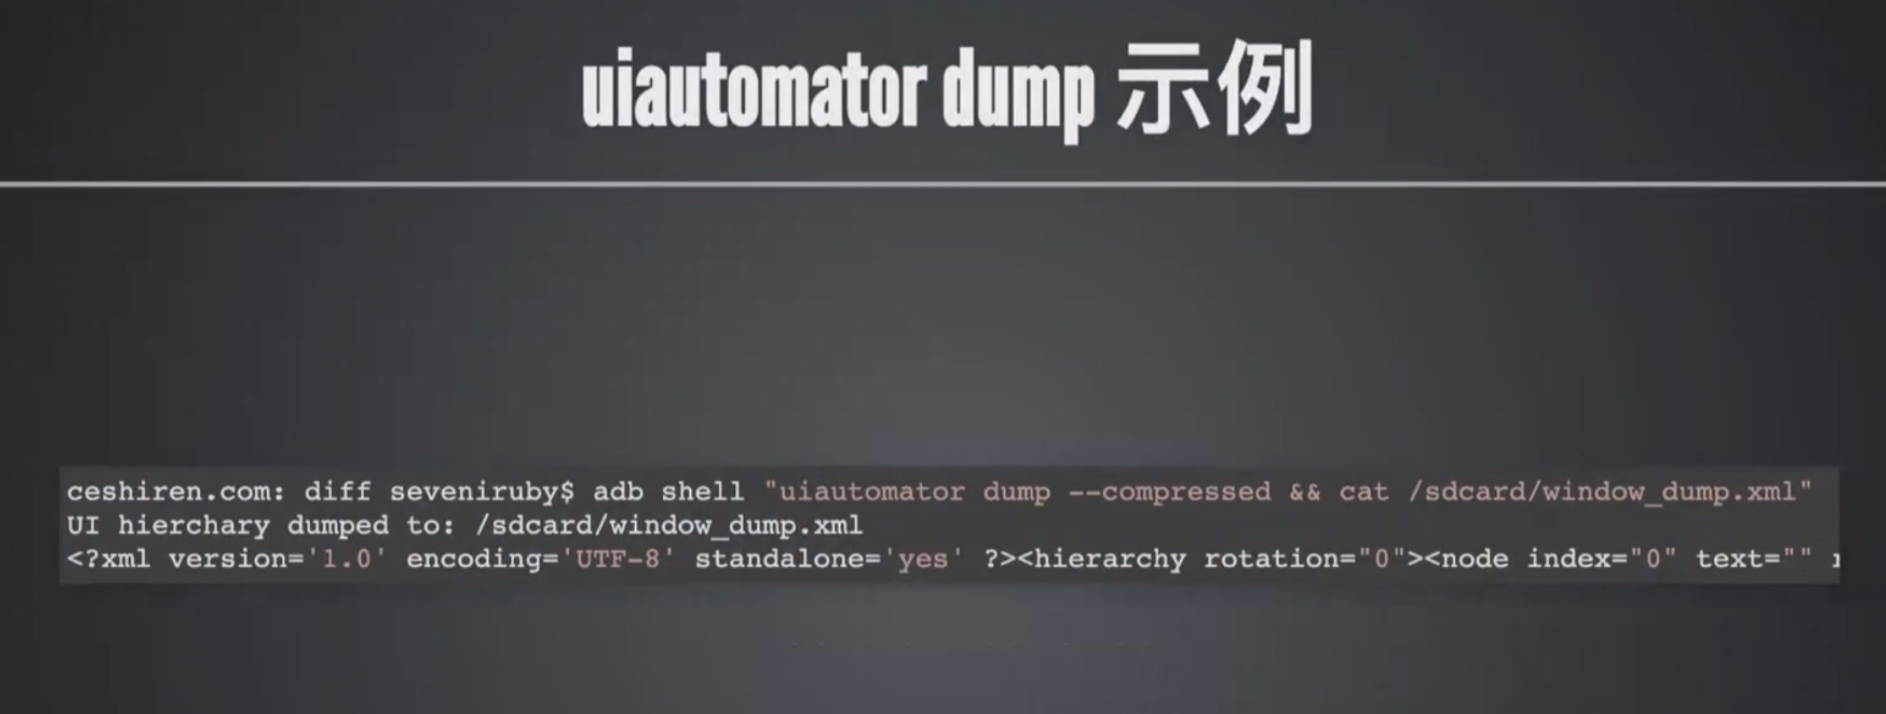 uiautomator dump 示例
ceshiren.com: diff seveniruby$ adb shell "uiautomator dump --compressed && cat /sdcard/window_dump.xml"
UI hierchary dumped to: /sdcard/window_dump.xml
<?xml version='1.0' encoding='UTF-8' standalone='yes' ?><hierarchy rotation="0"><node index="0" text=""